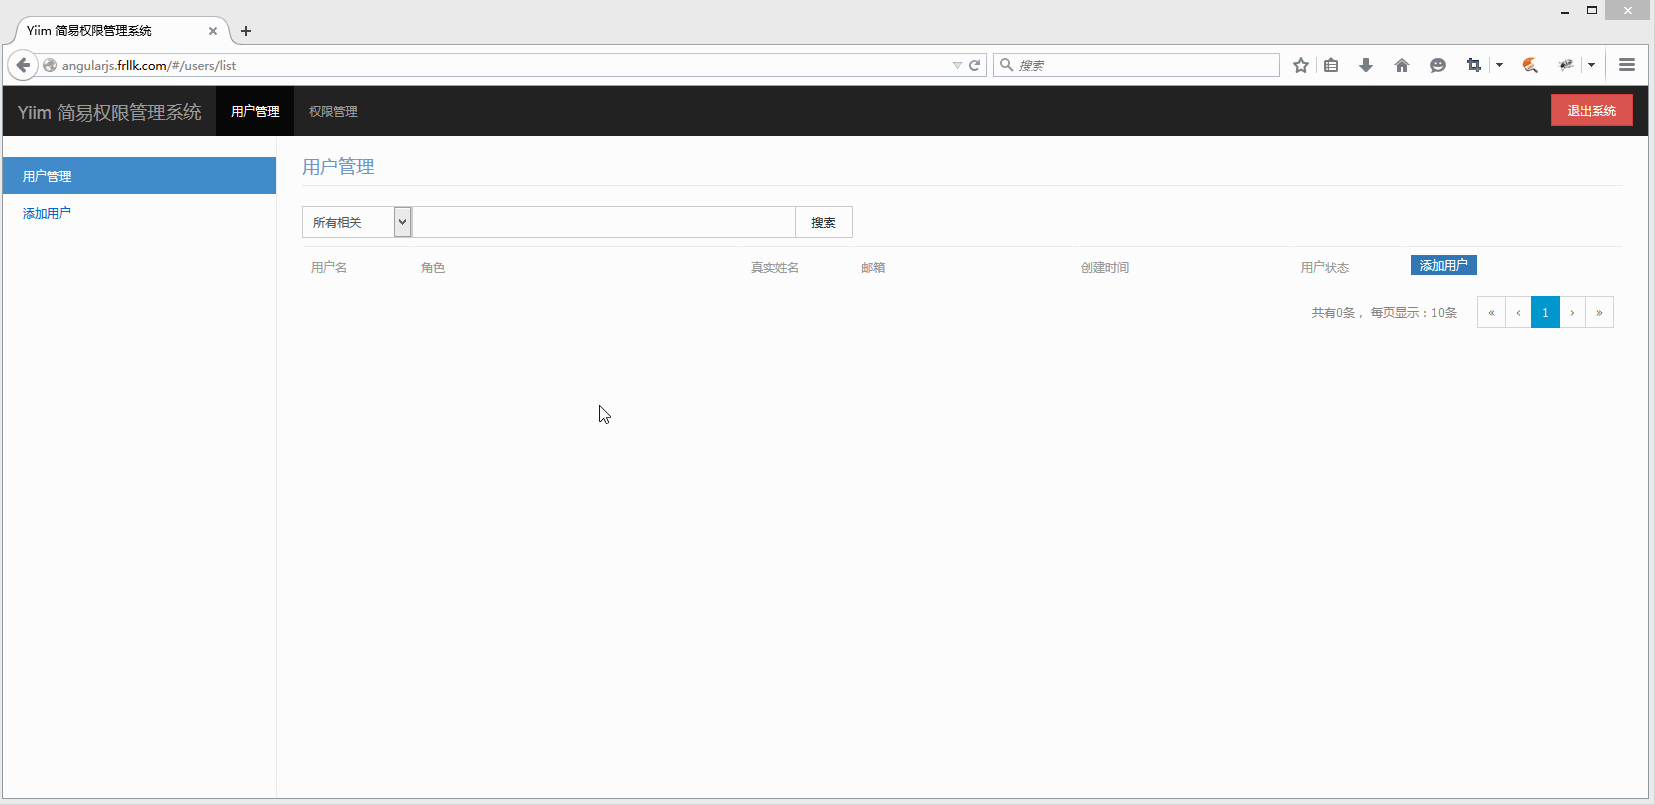 Yiim 简易权限管理系统
angularjs.frllk.com/#/users/list
搜索
Yiim 简易权限管理系统 用户管理 权限管理 退出系统
用户管理
添加用户
用户管理
所有相关 搜索
用户名 角色 真实姓名 邮箱 创建时间 用户状态 添加用户
共有0条， 每页显示：10条 « ‹ 1 › »